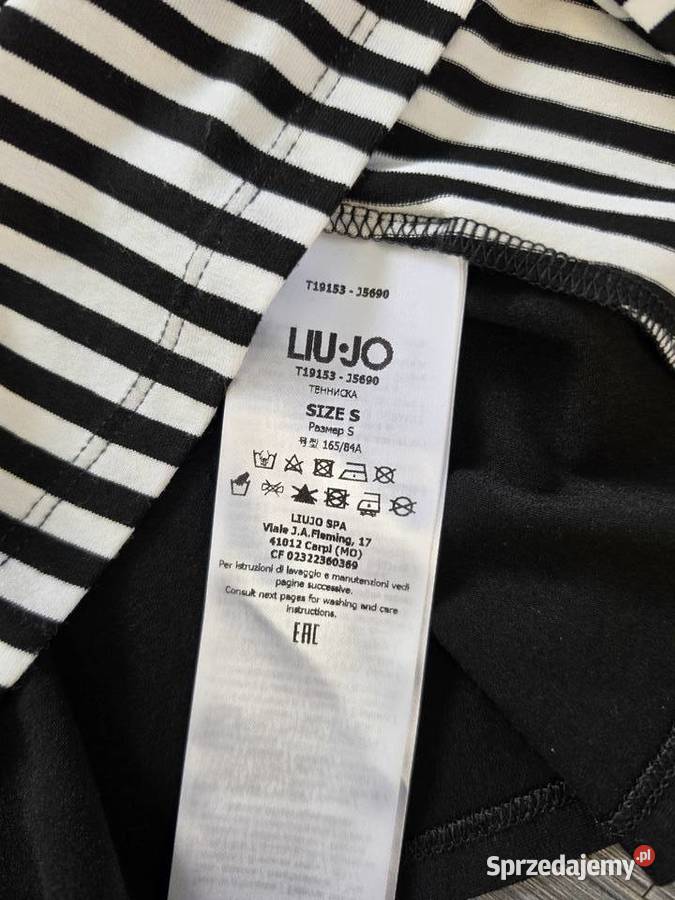 T19153 - J5690
LIU·JO
T19153 - J5690
ТЕННИСКА
SIZE S
Размер S
号型 165/84A
LIUJO SPA
Viale J.A.Fleming, 17
41012 Carpi (MO)
CF 02322360369
Per istruzioni di lavaggio e manutenzioni vedi
pagine successive.
Consult next pages for washing and care
instructions.
EAC
Sprzedajemy.pl